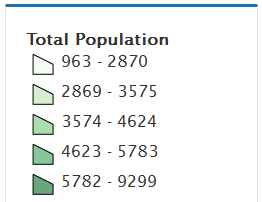 Total Population
963 - 2870
2869 - 3575
3574 - 4624
4623 - 5783
5782 - 9299